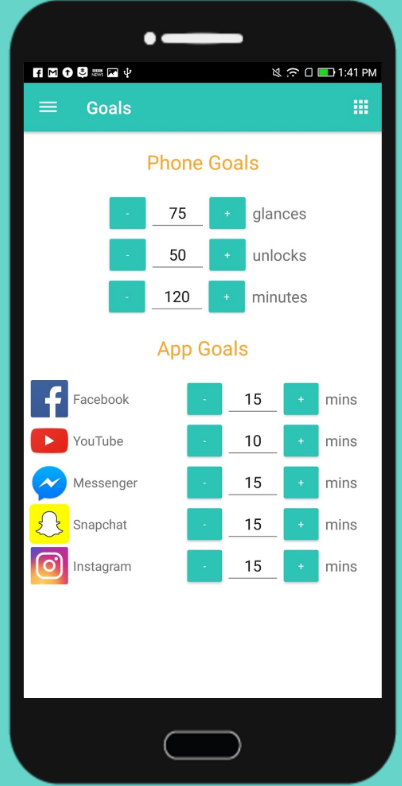 1:41 PM
Goals
Phone Goals
- 75 + glances
- 50 + unlocks
- 120 + minutes
App Goals
Facebook - 15 + mins
YouTube - 10 + mins
Messenger - 15 + mins
Snapchat - 15 + mins
Instagram - 15 + mins